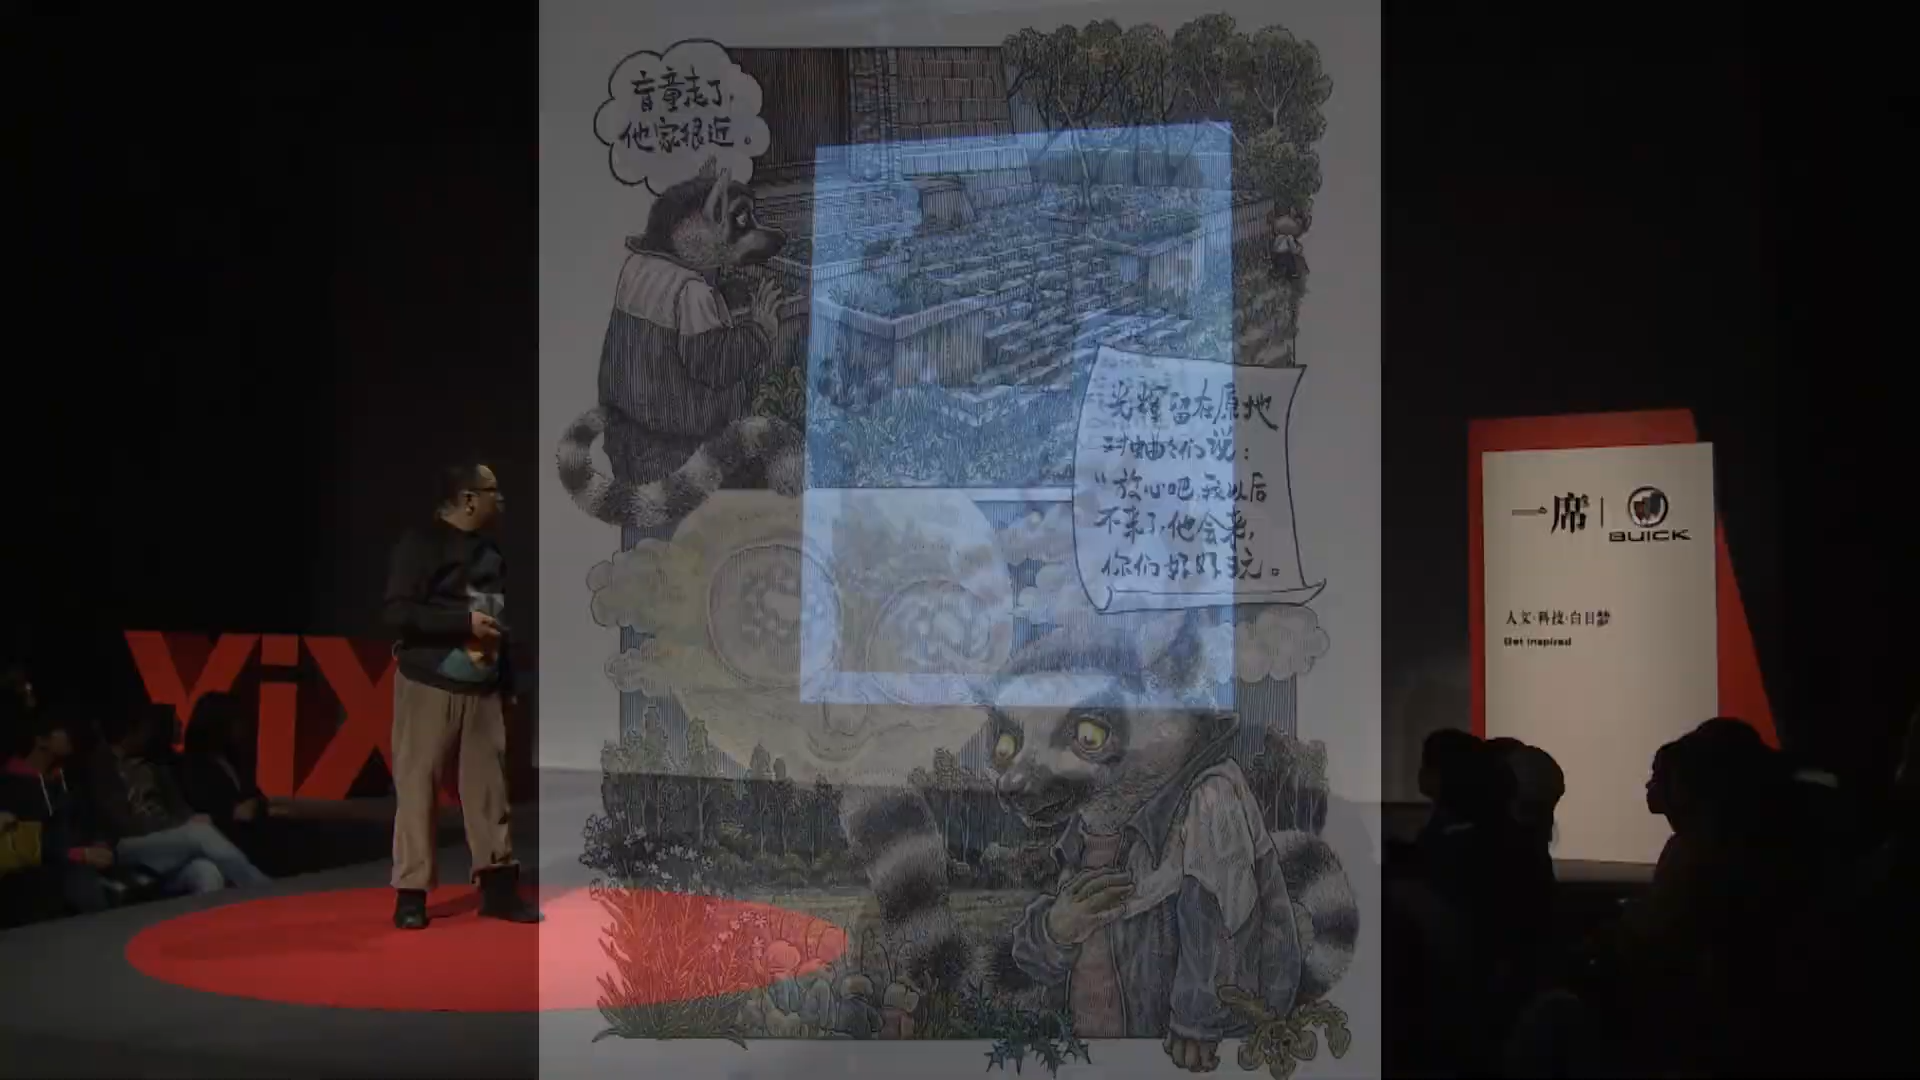 盲童走了，
他家很近。
光辉留在原地
对蛐蛐们说：
“放心吧，我以后
不来了，他会来，
你们好好玩。
YiX
一席
BUICK
人文·科技·白日梦
Get inspired